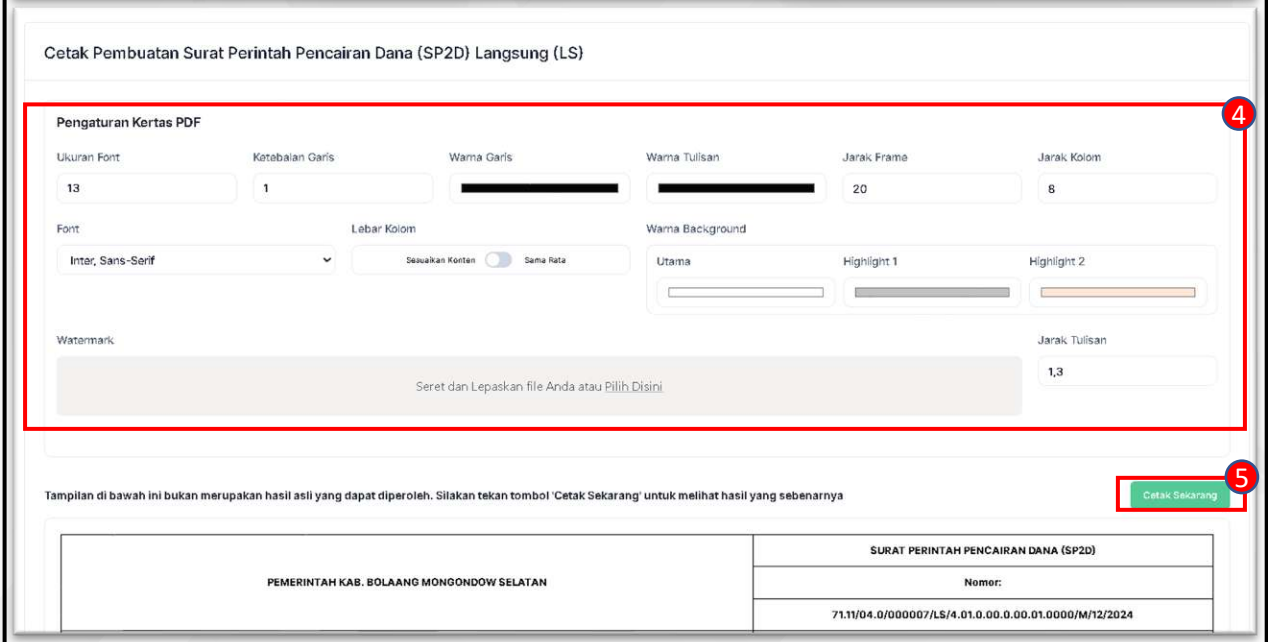 Cetak Pembuatan Surat Perintah Pencairan Dana (SP2D) Langsung (LS)
4
Pengaturan Kertas PDF
Ukuran Font Ketebalan Garis Warna Garis Warna Tulisan Jarak Frame Jarak Kolom
13 1 20 8
Font Lebar Kolom Warna Background
Inter, Sans-Serif Sesuaikan Konten Sama Rata Utama Highlight 1 Highlight 2
Watermark Jarak Tulisan
Seret dan Lepaskan file Anda atau Pilih Disini 1,3
5
Tampilan di bawah ini bukan merupakan hasil asli yang dapat diperoleh. Silakan tekan tombol 'Cetak Sekarang' untuk melihat hasil yang sebenarnya Cetak Sekarang
SURAT PERINTAH PENCAIRAN DANA (SP2D)
PEMERINTAH KAB. BOLAANG MONGONDOW SELATAN Nomor:
71.11/04.0/000007/LS/4.01.0.00.0.00.01.0000/M/12/2024